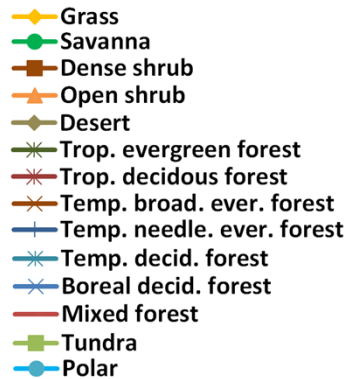 Grass
Savanna
Dense shrub
Open shrub
Desert
Trop. evergreen forest
Trop. decidous forest
Temp. broad. ever. forest
Temp. needle. ever. forest
Temp. decid. forest
Boreal decid. forest
Mixed forest
Tundra
Polar